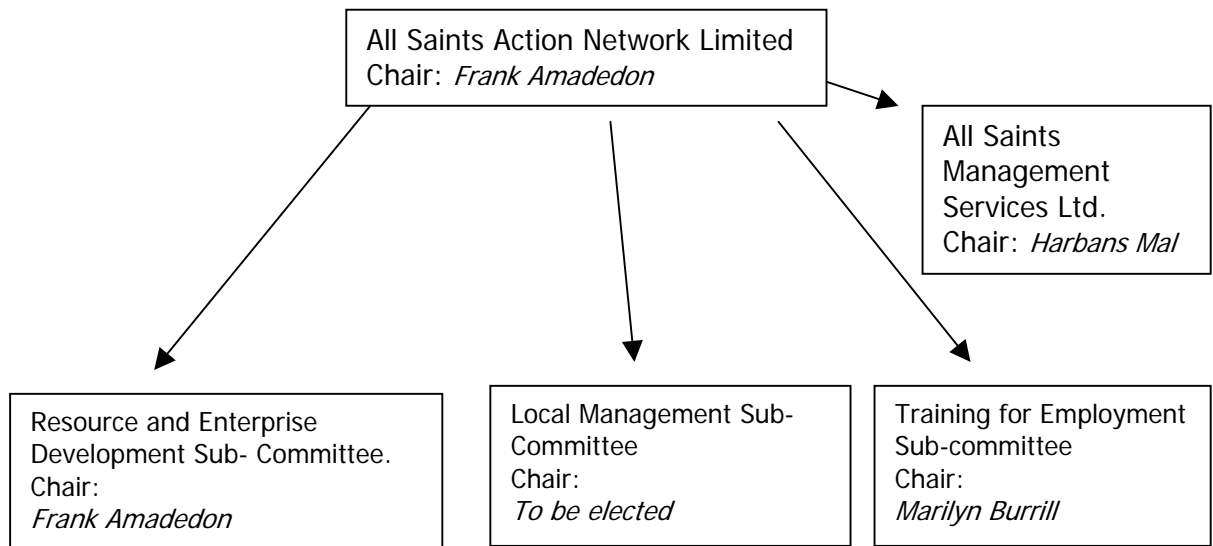 All Saints Action Network Limited
Chair: Frank Amadedon
All Saints
Management
Services Ltd.
Chair: Harbans Mal
Resource and Enterprise
Development Sub- Committee.
Chair:
Frank Amadedon
Local Management Sub-
Committee
Chair:
To be elected
Training for Employment
Sub-committee
Chair:
Marilyn Burrill